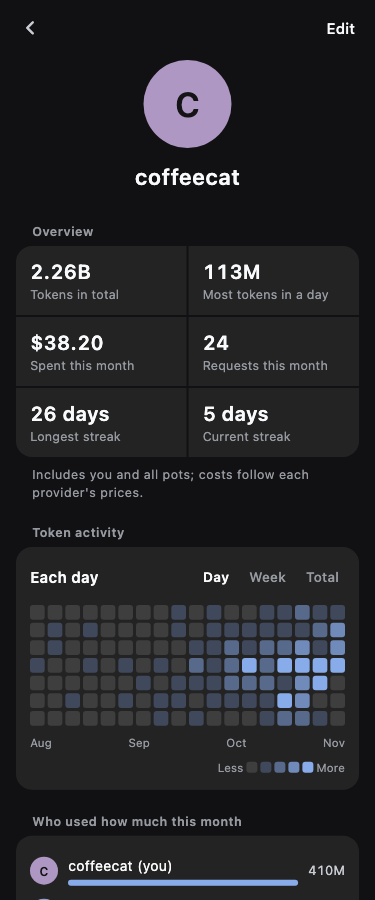 Edit
C
coffeecat
Overview
2.26B
Tokens in total
113M
Most tokens in a day
$38.20
Spent this month
24
Requests this month
26 days
Longest streak
5 days
Current streak
Includes you and all pots; costs follow each
provider's prices.
Token activity
Each day
Day
Week
Total
Aug
Sep
Oct
Nov
Less
More
Who used how much this month
C
coffeecat (you)
410M